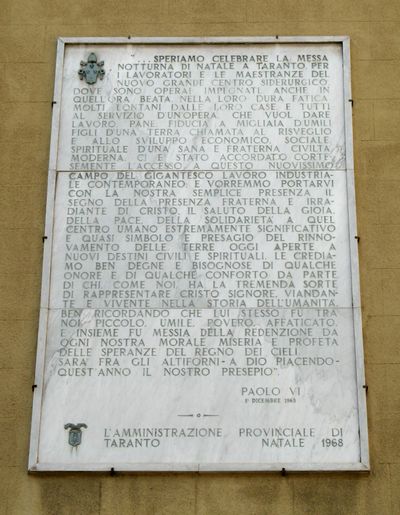 SPERIAMO CELEBRARE LA MESSA
NOTTURNA DI NATALE A TARANTO, PER
I LAVORATORI E LE MAESTRANZE DEL
NUOVO GRANDE CENTRO SIDERURGICO,
DOVE SONO OPERAI IMPEGNATI, ANCHE IN
QUELL'ORA BEATA, NELLA LORO DURA FATICA,
MOLTI LONTANI DALLE LORO CASE E TUTTI
AL SERVIZIO D'UN'OPERA, CHE VUOL DARE
LAVORO, PANE, FIDUCIA A MIGLIAIA D'UMILI
FIGLI D'UNA TERRA CHIAMATA AL RISVEGLIO
E ALLO SVILUPPO ECONOMICO, SOCIALE,
SPIRITUALE D'UNA SANA E FRATERNA CIVILTÀ
MODERNA. CI È STATO ACCORDATO CORTE-
SEMENTE L'ACCESSO A QUESTO NUOVISSIMO
CAMPO DEL GIGANTESCO LAVORO INDUSTRIA-
LE CONTEMPORANEO; E VORREMMO PORTARVI
CON LA NOSTRA SEMPLICE PRESENZA IL
SEGNO DELLA PRESENZA FRATERNA E IRRA-
DIANTE DI CRISTO, IL SALUTO DELLA GIOIA,
DELLA PACE, DELLA SOLIDARIETÀ A QUEL
CENTRO UMANO ESTREMAMENTE SIGNIFICATIVO
E QUASI SIMBOLO E PRESAGIO DEL RINNO-
VAMENTO DELLE TERRE OGGI APERTE A
NUOVI DESTINI CIVILI E SPIRITUALI. LE CREDIA-
MO BEN DEGNE E BISOGNOSE DI QUALCHE
ONORE E DI QUALCHE CONFORTO DA PARTE
DI CHI, COME NOI, HA LA TREMENDA SORTE
DI RAPPRESENTARE CRISTO SIGNORE, VIANDAN-
TE E VIVENTE NELLA STORIA DELL'UMANITÀ,
BEN RICORDANDO CHE LUI STESSO FU TRA
NOI PICCOLO, UMILE, POVERO, AFFATICATO,
E INSIEME FU MESSIA DELLA REDENZIONE DA
OGNI NOSTRA MORALE MISERIA E PROFETA
DELLE SPERANZE DEL REGNO DEI CIELI.
SARÀ FRA GLI ALTIFORNI - A DIO PIACENDO -
QUEST'ANNO IL NOSTRO PRESEPIO".
PAOLO VI
1° DICEMBRE 1968
L'AMMINISTRAZIONE PROVINCIALE DI
TARANTO NATALE 1968